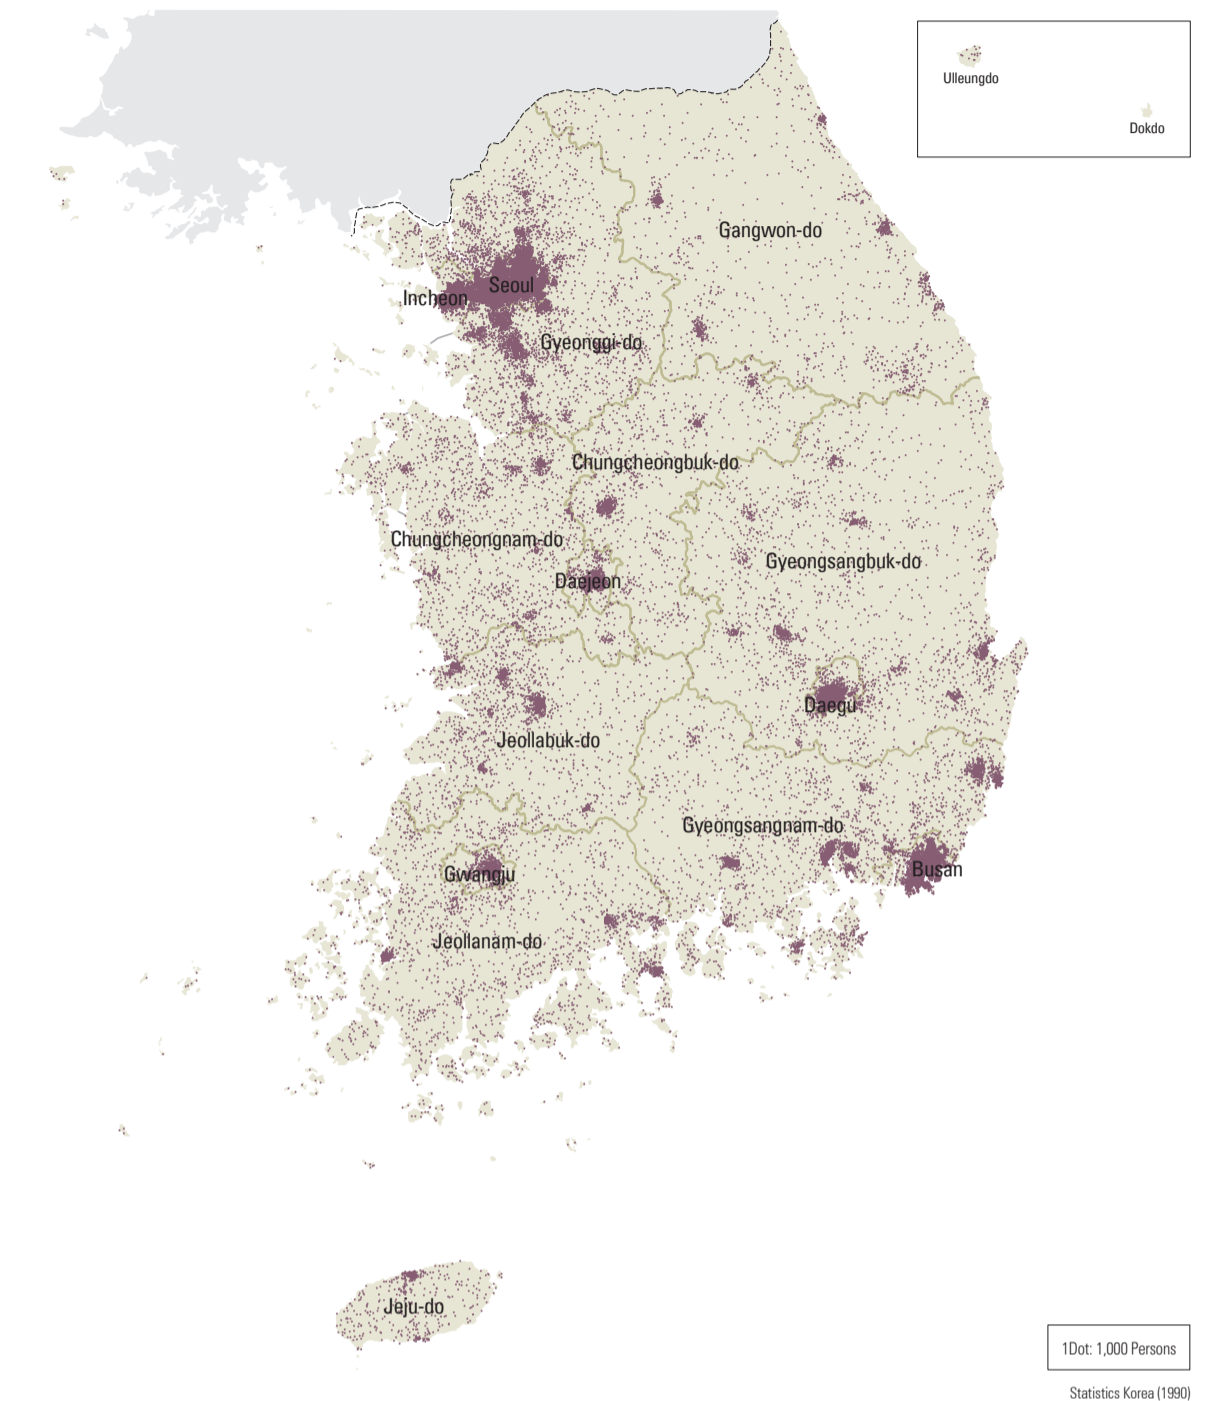 Ulleungdo
Dokdo
Gangwon-do
Seoul
Incheon
Gyeonggi-do
Chungcheongbuk-do
Chungcheongnam-do
Gyeongsangbuk-do
Daejeon
Daegu
Jeollabuk-do
Gyeongsangnam-do
Busan
Gwangju
Jeollanam-do
Jeju-do
1Dot: 1,000 Persons
Statistics Korea (1990)